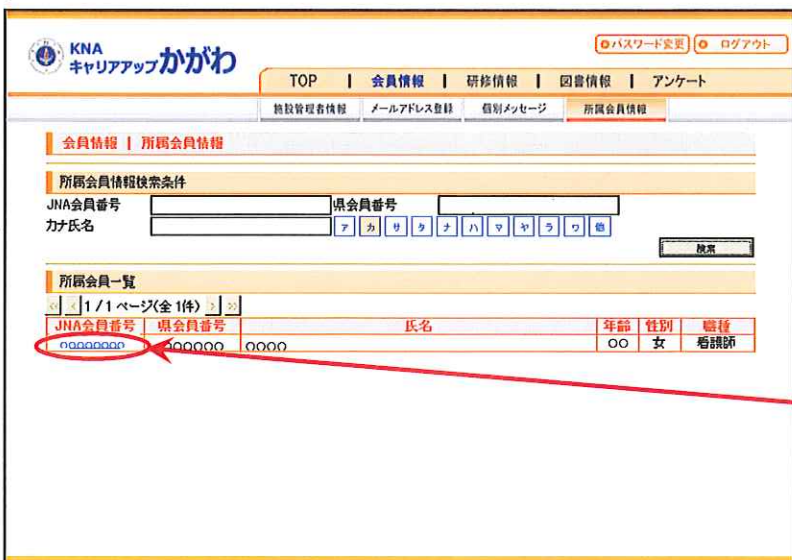 KNA
キャリアアップかがわ
パスワード変更 ログアウト
TOP | 会員情報 | 研修情報 | 図書情報 | アンケート
施設管理者情報 メールアドレス登録 個別メッセージ 所属会員情報
会員情報 | 所属会員情報
所属会員情報検索条件
JNA会員番号 県会員番号
カナ氏名 ア カ サ タ ナ ハ マ ヤ ラ ワ 他
検索
所属会員一覧
<< < 1 / 1 ページ(全 1件) > >>
JNA会員番号 県会員番号 氏名 年齢 性別 職種
○○○○○○○○ ○○○○○○○ ○○○○ ○○ 女 看護師